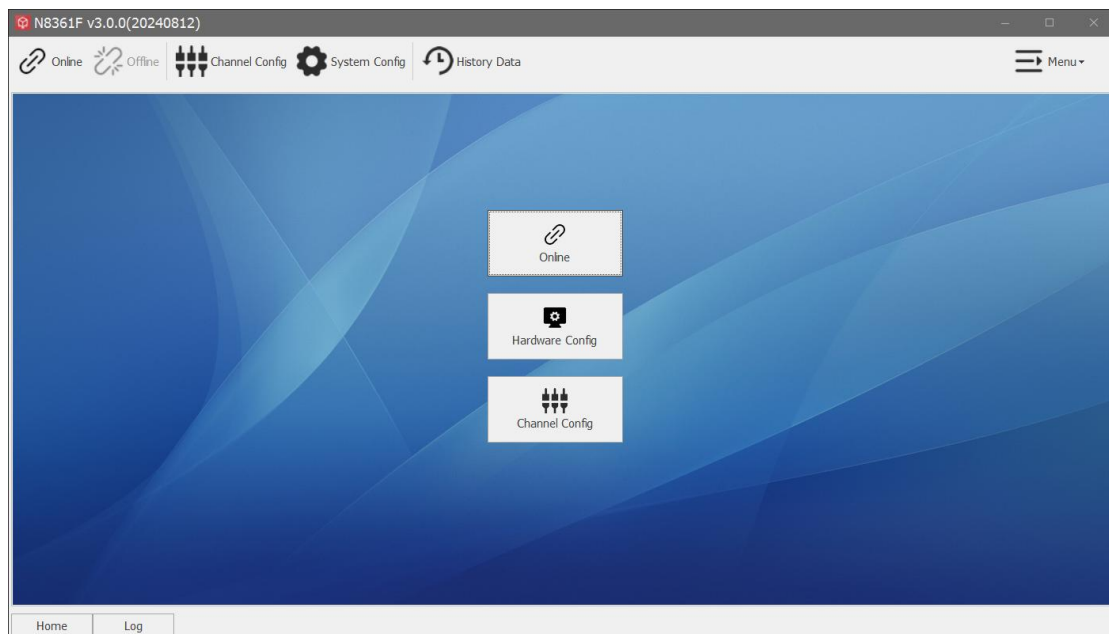 N8361F v3.0.0(20240812)
Online Offline Channel Config System Config History Data Menu
Online
Hardware Config
Channel Config
Home Log